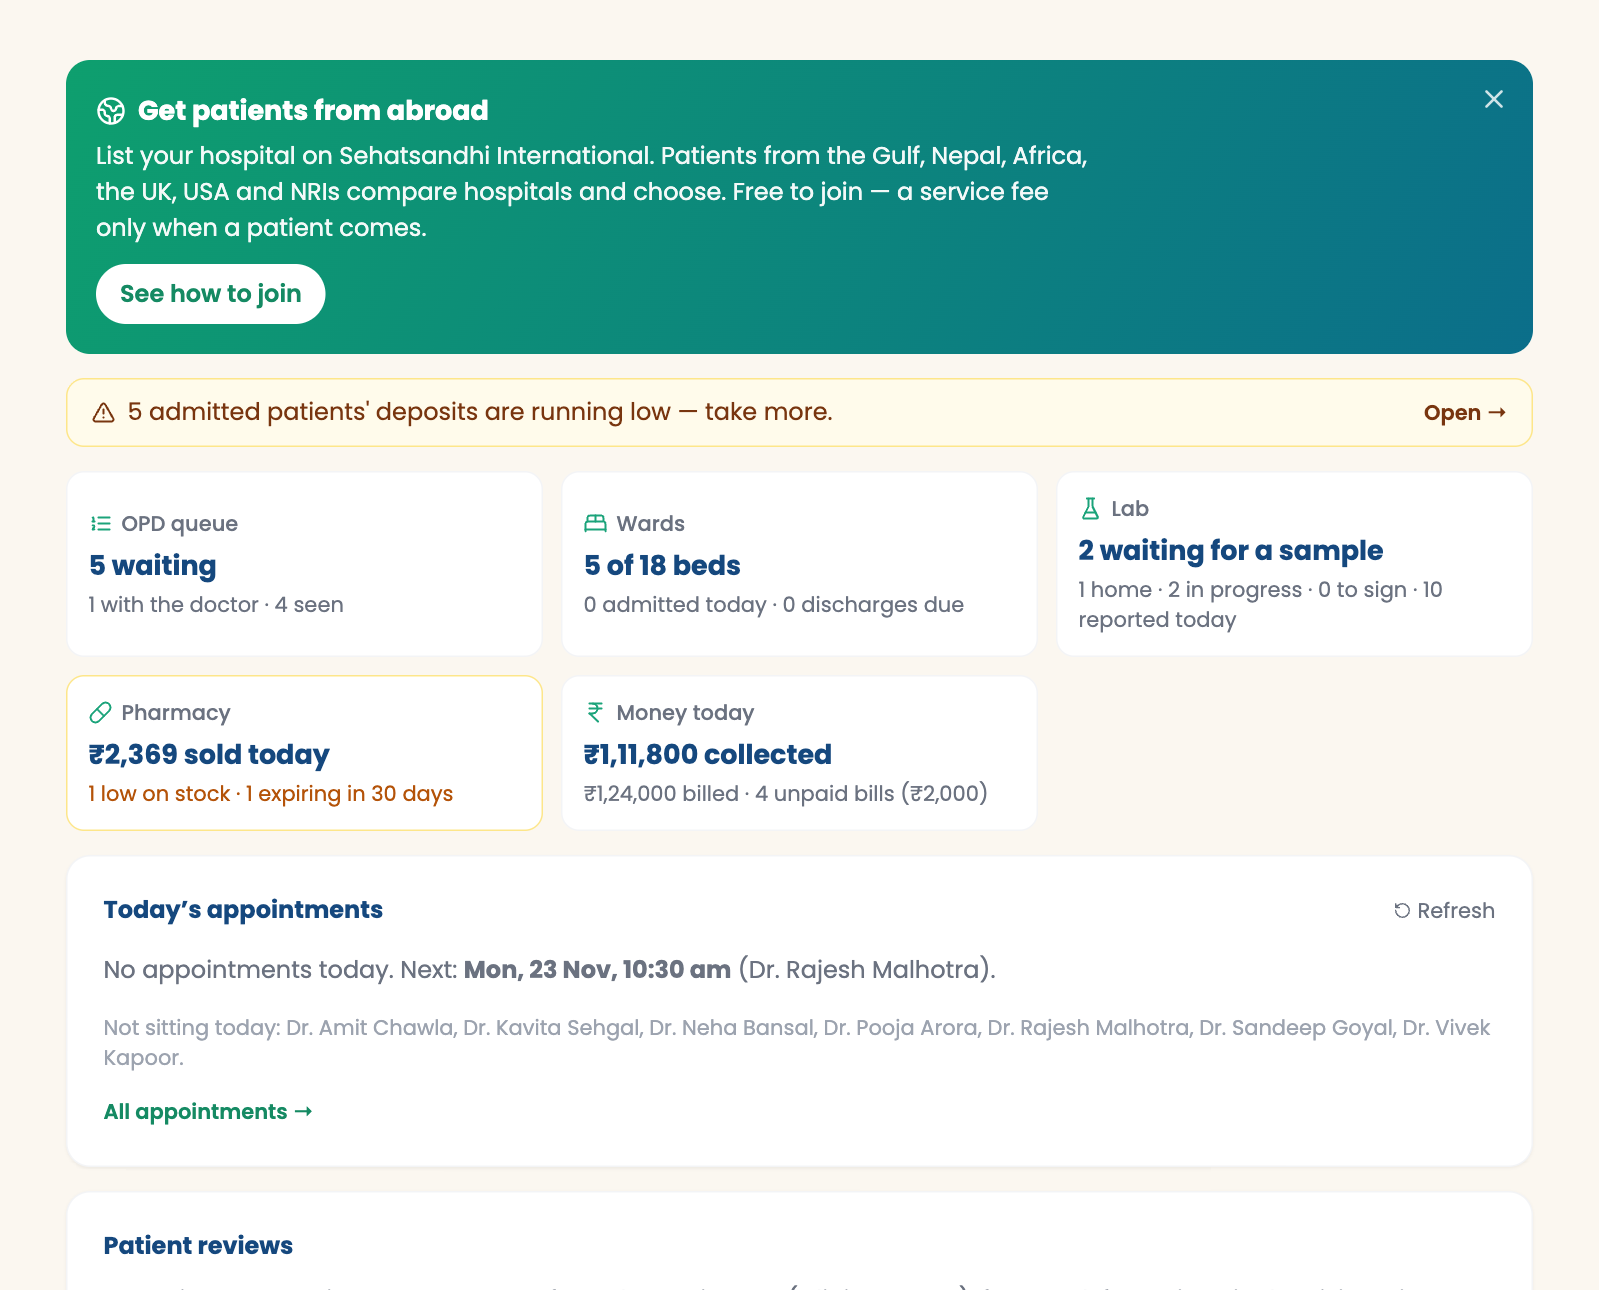 Get patients from abroad
List your hospital on Sehatsandhi International. Patients from the Gulf, Nepal, Africa,
the UK, USA and NRIs compare hospitals and choose. Free to join — a service fee
only when a patient comes.
See how to join
5 admitted patients' deposits are running low — take more.
Open →
OPD queue
5 waiting
1 with the doctor · 4 seen
Wards
5 of 18 beds
0 admitted today · 0 discharges due
Lab
2 waiting for a sample
1 home · 2 in progress · 0 to sign · 10
reported today
Pharmacy
₹2,369 sold today
1 low on stock · 1 expiring in 30 days
Money today
₹1,11,800 collected
₹1,24,000 billed · 4 unpaid bills (₹2,000)
Today’s appointments
Refresh
No appointments today. Next: Mon, 23 Nov, 10:30 am (Dr. Rajesh Malhotra).
Not sitting today: Dr. Amit Chawla, Dr. Kavita Sehgal, Dr. Neha Bansal, Dr. Pooja Arora, Dr. Rajesh Malhotra, Dr. Sandeep Goyal, Dr. Vivek
Kapoor.
All appointments →
Patient reviews